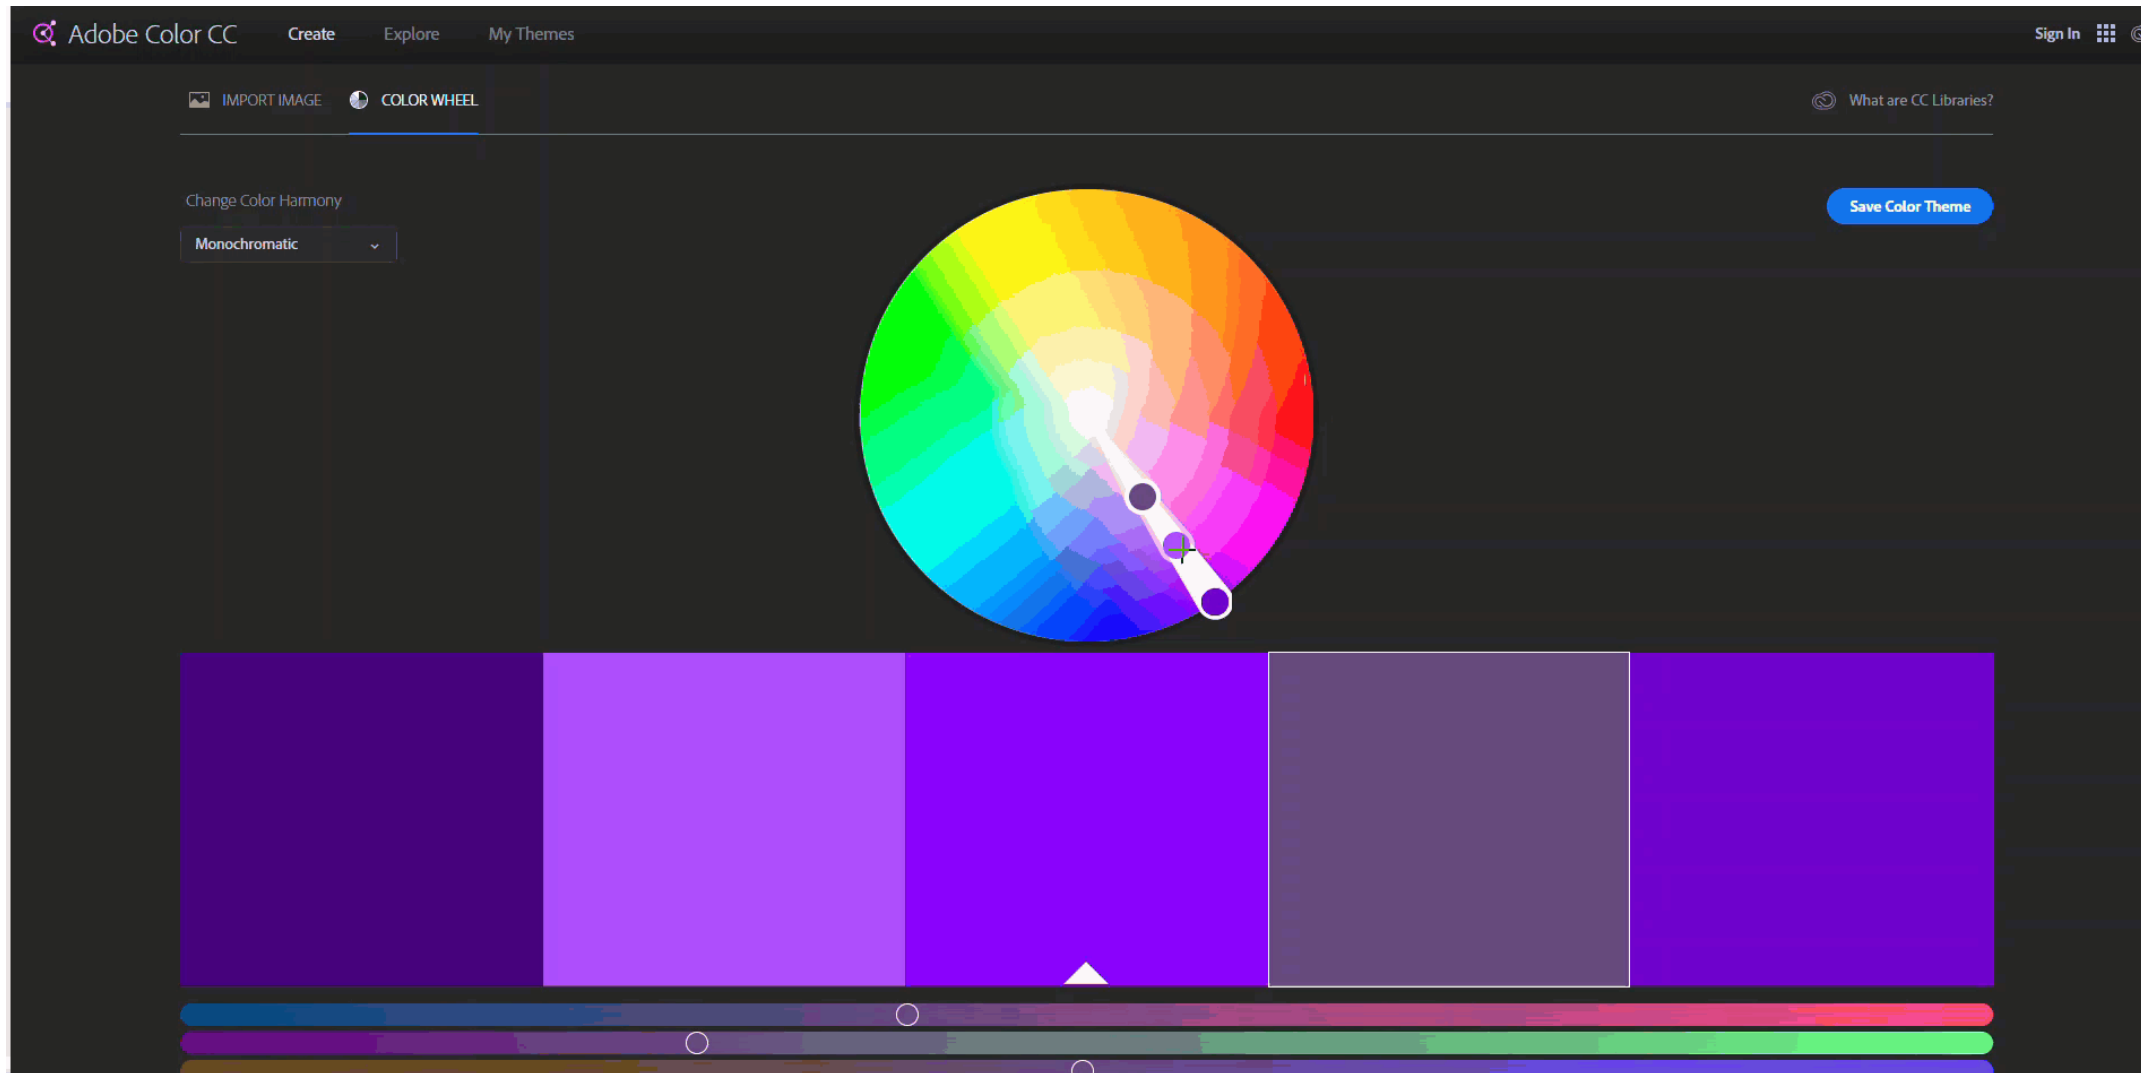 Adobe Color CC Create Explore My Themes Sign In
IMPORT IMAGE COLOR WHEEL What are CC Libraries?
Change Color Harmony
Save Color Theme
Monochromatic